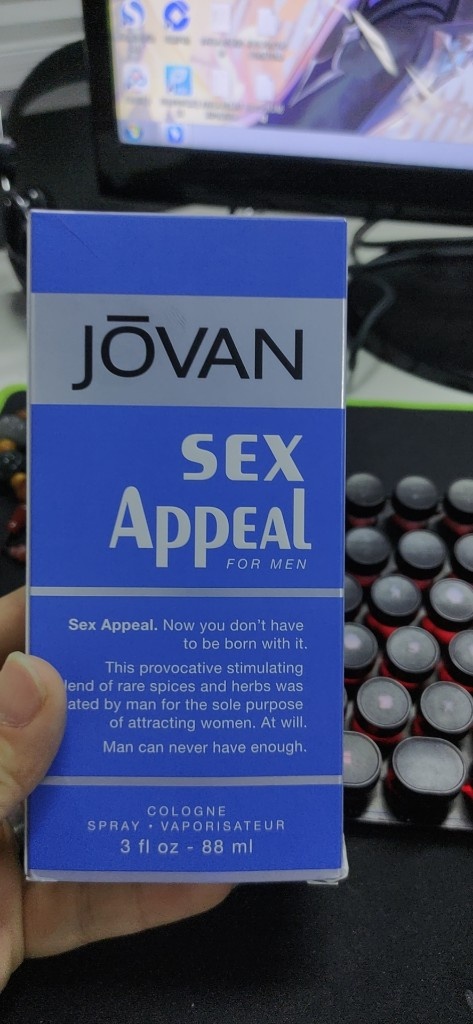 JŌVAN
SEX
Appeal
FOR MEN
Sex Appeal. Now you don't have
to be born with it.
This provocative stimulating
lend of rare spices and herbs was
ated by man for the sole purpose
of attracting women. At will.
Man can never have enough.
COLOGNE
SPRAY • VAPORISATEUR
3 fl oz - 88 ml